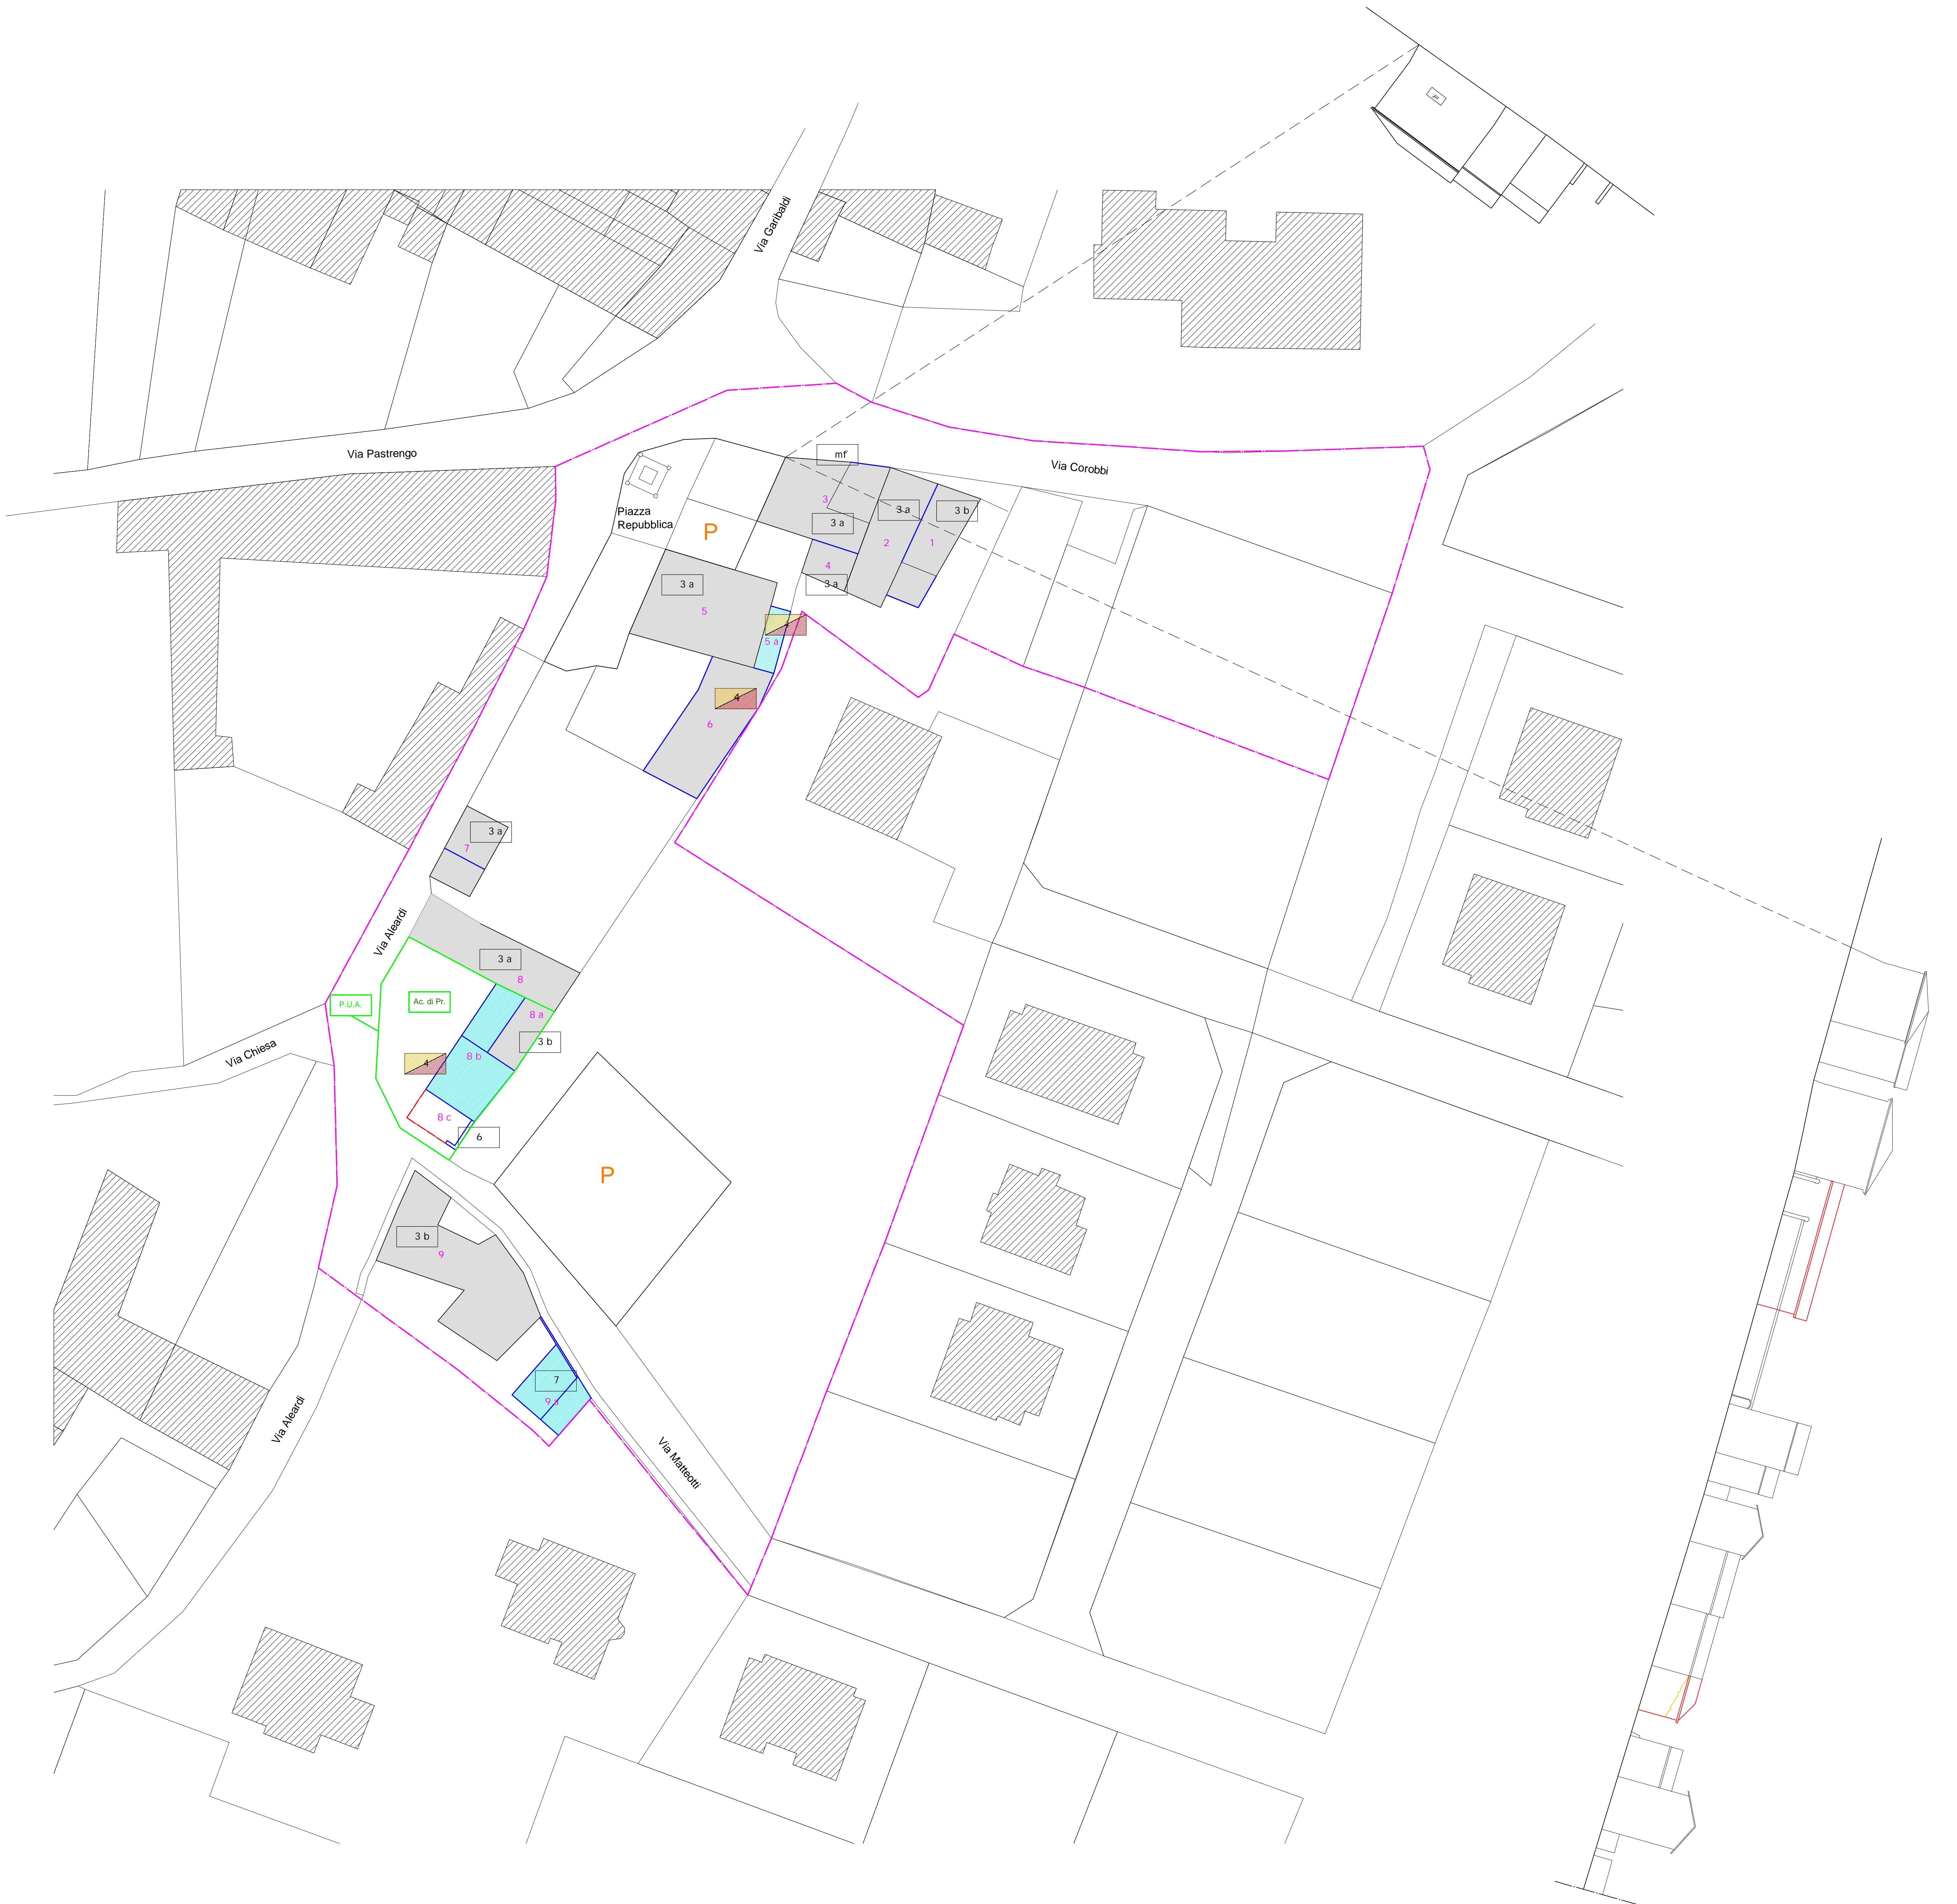 Via Garibaldi
Via Pastrengo
mf
Via Corobbi
3
3 a
3 b
Piazza
Repubblica
P
3 a
2
1
4
3 a
3 a
5
4
5 a
4
6
3 a
7
Via Aleardi
3 a
8
P.U.A.
Ac. di Pr.
8 a
3 b
Via Chiesa
4
8 b
8 c
6
P
3 b
9
7
9 a
Via Aleardi
Via Matteotti